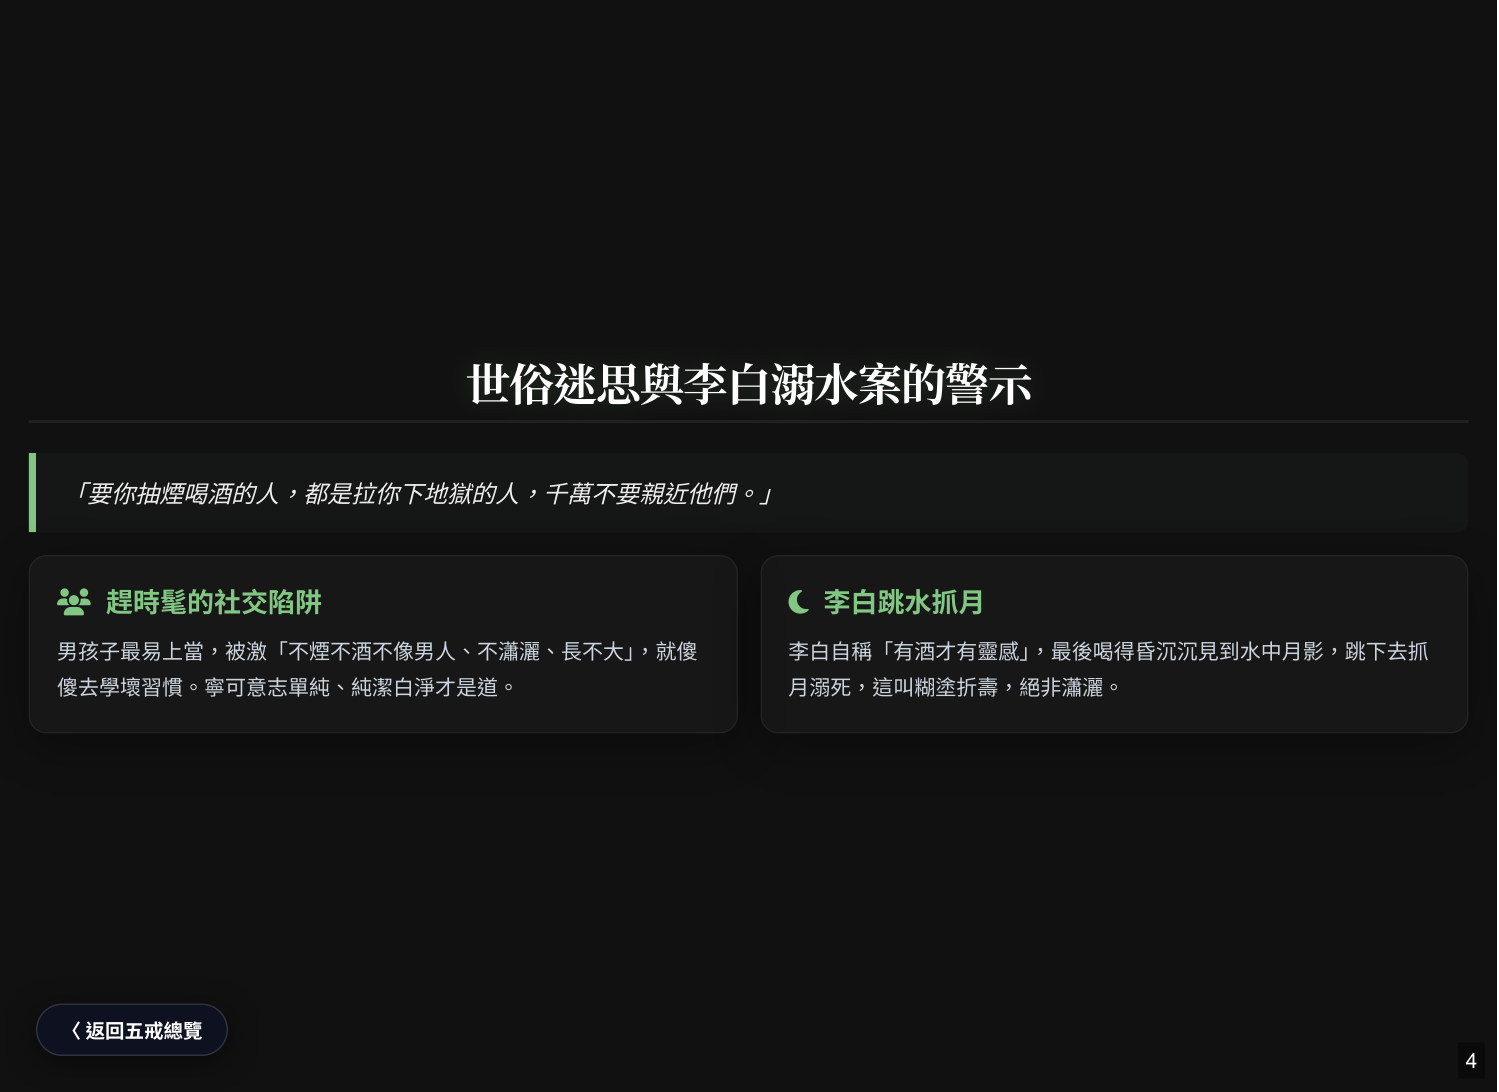 世俗迷思與李白溺水案的警示
「要你抽煙喝酒的人，都是拉你下地獄的人，千萬不要親近他們。」
趕時髦的社交陷阱
男孩子最易上當，被激「不煙不酒不像男人、不瀟灑、長不大」，就傻
傻去學壞習慣。寧可意志單純、純潔白淨才是道。
李白跳水抓月
李白自稱「有酒才有靈感」，最後喝得昏沉沉見到水中月影，跳下去抓
月溺死，這叫糊塗折壽，絕非瀟灑。
〈 返回五戒總覽
4